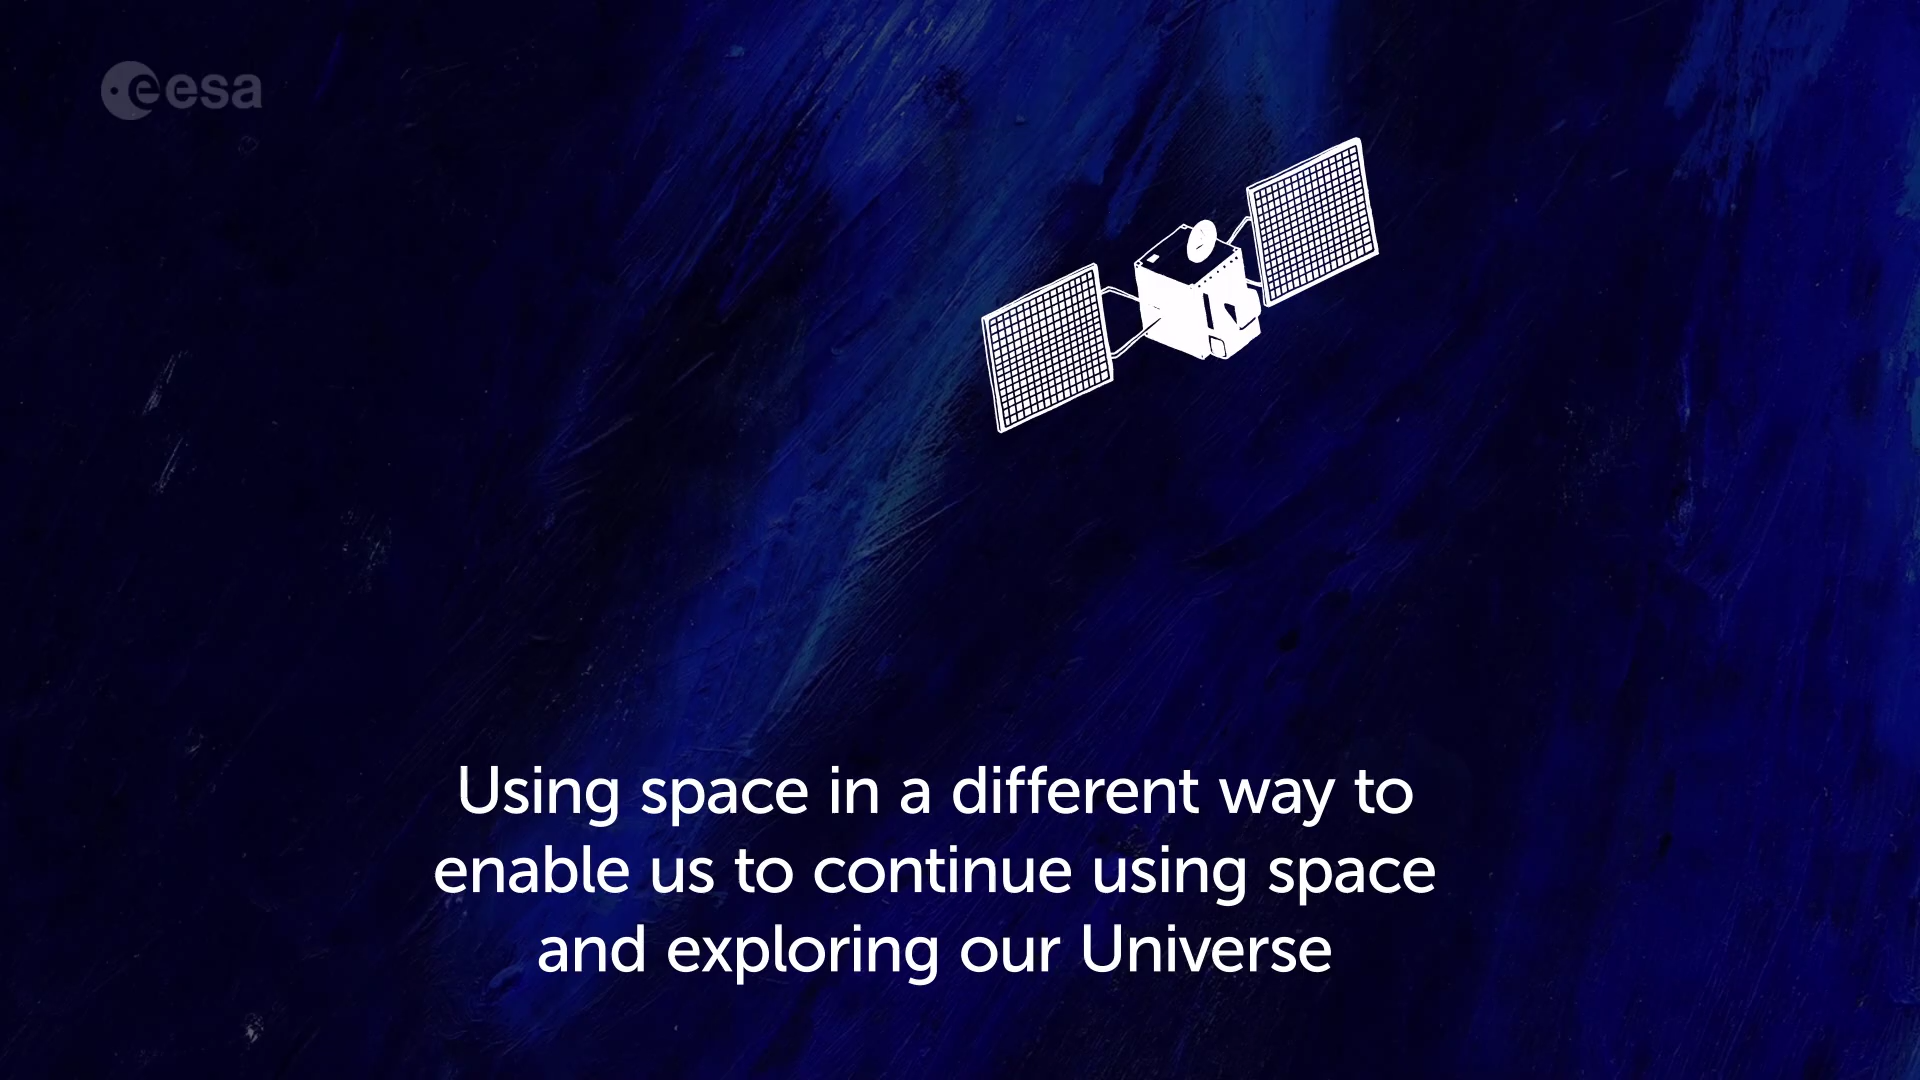 esa
Using space in a different way to
enable us to continue using space
and exploring our Universe